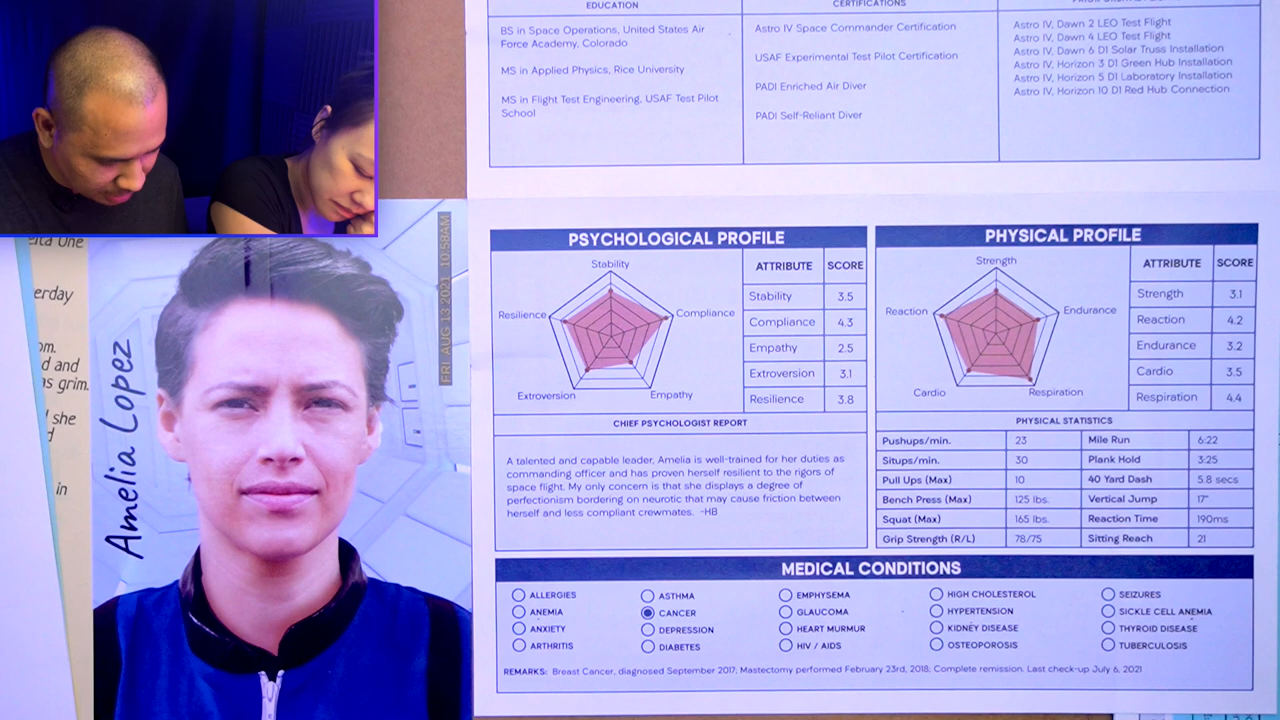 EDUCATION
BS in Space Operations, United States Air
Force Academy, Colorado
MS in Applied Physics, Rice University
MS in Flight Test Engineering, USAF Test Pilot
School
CERTIFICATIONS
Astro IV Space Commander Certification
USAF Experimental Test Pilot Certification
PADI Enriched Air Diver
PADI Self-Reliant Diver
Astro IV, Dawn 2 LEO Test Flight
Astro IV, Dawn 4 LEO Test Flight
Astro IV, Dawn 6 D1 Solar Truss Installation
Astro IV, Horizon 3 D1 Green Hub Installation
Astro IV, Horizon 5 D1 Laboratory Installation
Astro IV, Horizon 10 D1 Red Hub Connection
One
erday
d and
as grim.
she
in
Amelia Lopez
FRI AUG 13 2021 10:58AM
PSYCHOLOGICAL PROFILE
Stability
Compliance
Empathy
Extroversion
Resilience
ATTRIBUTE SCORE
Stability 3.5
Compliance 4.3
Empathy 2.5
Extroversion 3.1
Resilience 3.8
CHIEF PSYCHOLOGIST REPORT
A talented and capable leader, Amelia is well-trained for her duties as
commanding officer and has proven herself resilient to the rigors of
space flight. My only concern is that she displays a degree of
perfectionism bordering on neurotic that may cause friction between
herself and less compliant crewmates. -HB
PHYSICAL PROFILE
Strength
Endurance
Respiration
Cardio
Reaction
ATTRIBUTE SCORE
Strength 3.1
Reaction 4.2
Endurance 3.2
Cardio 3.5
Respiration 4.4
PHYSICAL STATISTICS
Pushups/min. 23 Mile Run 6:22
Situps/min. 30 Plank Hold 3:25
Pull Ups (Max) 10 40 Yard Dash 5.8 secs
Bench Press (Max) 125 lbs. Vertical Jump 17"
Squat (Max) 165 lbs. Reaction Time 190ms
Grip Strength (R/L) 78/75 Sitting Reach 21
MEDICAL CONDITIONS
ALLERGIES ASTHMA EMPHYSEMA HIGH CHOLESTEROL SEIZURES
ANEMIA CANCER GLAUCOMA HYPERTENSION SICKLE CELL ANEMIA
ANXIETY DEPRESSION HEART MURMUR KIDNEY DISEASE THYROID DISEASE
ARTHRITIS DIABETES HIV / AIDS OSTEOPOROSIS TUBERCULOSIS
REMARKS: Breast Cancer, diagnosed September 2017; Mastectomy performed February 23rd, 2018; Complete remission. Last check-up July 6, 2021